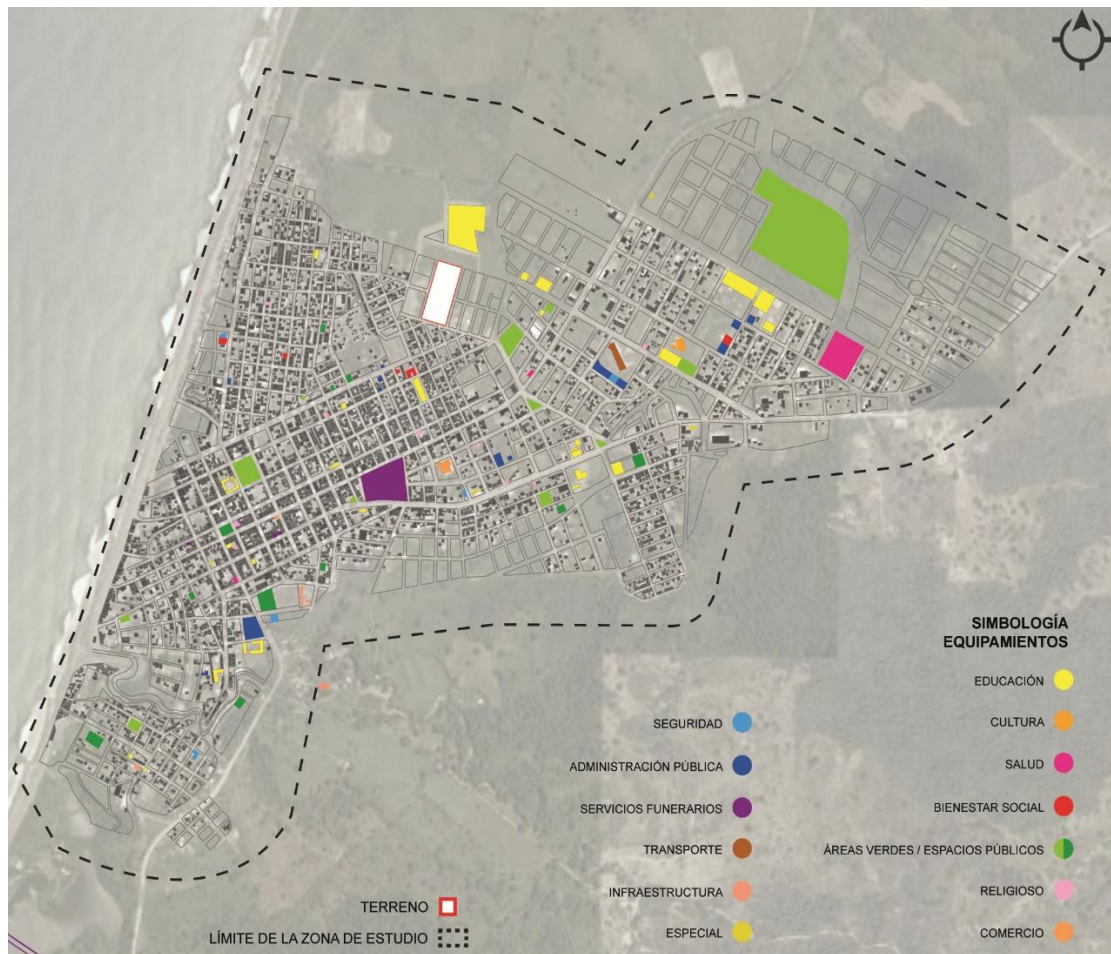 SIMBOLOGÍA
EQUIPAMIENTOS
EDUCACIÓN
SEGURIDAD
CULTURA
ADMINISTRACIÓN PÚBLICA
SALUD
SERVICIOS FUNERARIOS
BIENESTAR SOCIAL
TRANSPORTE
ÁREAS VERDES / ESPACIOS PÚBLICOS
INFRAESTRUCTURA
RELIGIOSO
TERRENO
ESPECIAL
COMERCIO
LÍMITE DE LA ZONA DE ESTUDIO